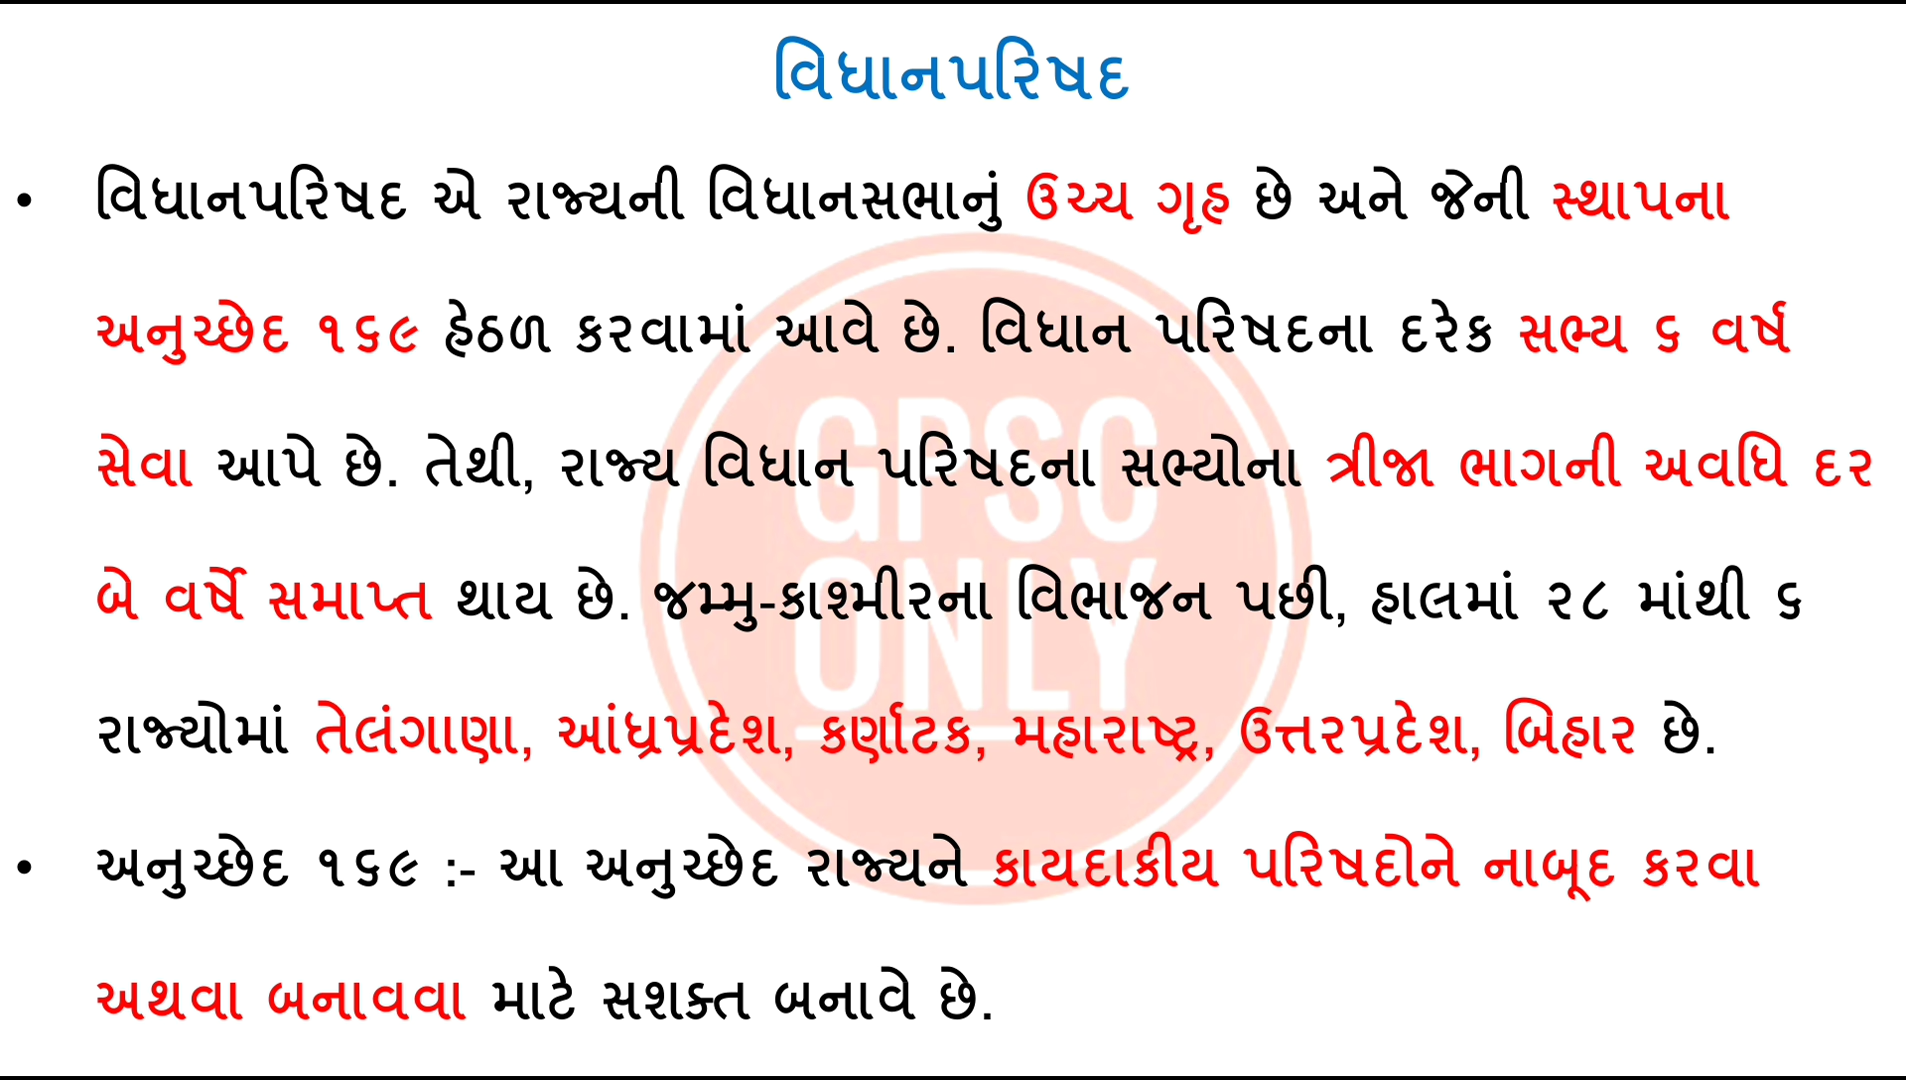 વિધાનપરિષદ
• વિધાનપરિષદ એ રાજ્યની વિધાનસભાનું ઉચ્ચ ગૃહ છે અને જેની સ્થાપના
અનુચ્છેદ ૧૬૯ હેઠળ કરવામાં આવે છે. વિધાન પરિષદના દરેક સભ્ય ૬ વર્ષ
સેવા આપે છે. તેથી, રાજ્ય વિધાન પરિષદના સભ્યોના ત્રીજા ભાગની અવધિ દર
બે વર્ષે સમાપ્ત થાય છે. જમ્મુ-કાશ્મીરના વિભાજન પછી, હાલમાં ૨૮ માંથી ૬
રાજ્યોમાં તેલંગાણા, આંધ્રપ્રદેશ, કર્ણાટક, મહારાષ્ટ્ર, ઉત્તરપ્રદેશ, બિહાર છે.
• અનુચ્છેદ ૧૬૯ :- આ અનુચ્છેદ રાજ્યને કાયદાકીય પરિષદોને નાબૂદ કરવા
અથવા બનાવવા માટે સશક્ત બનાવે છે.
GPSC
ONLY